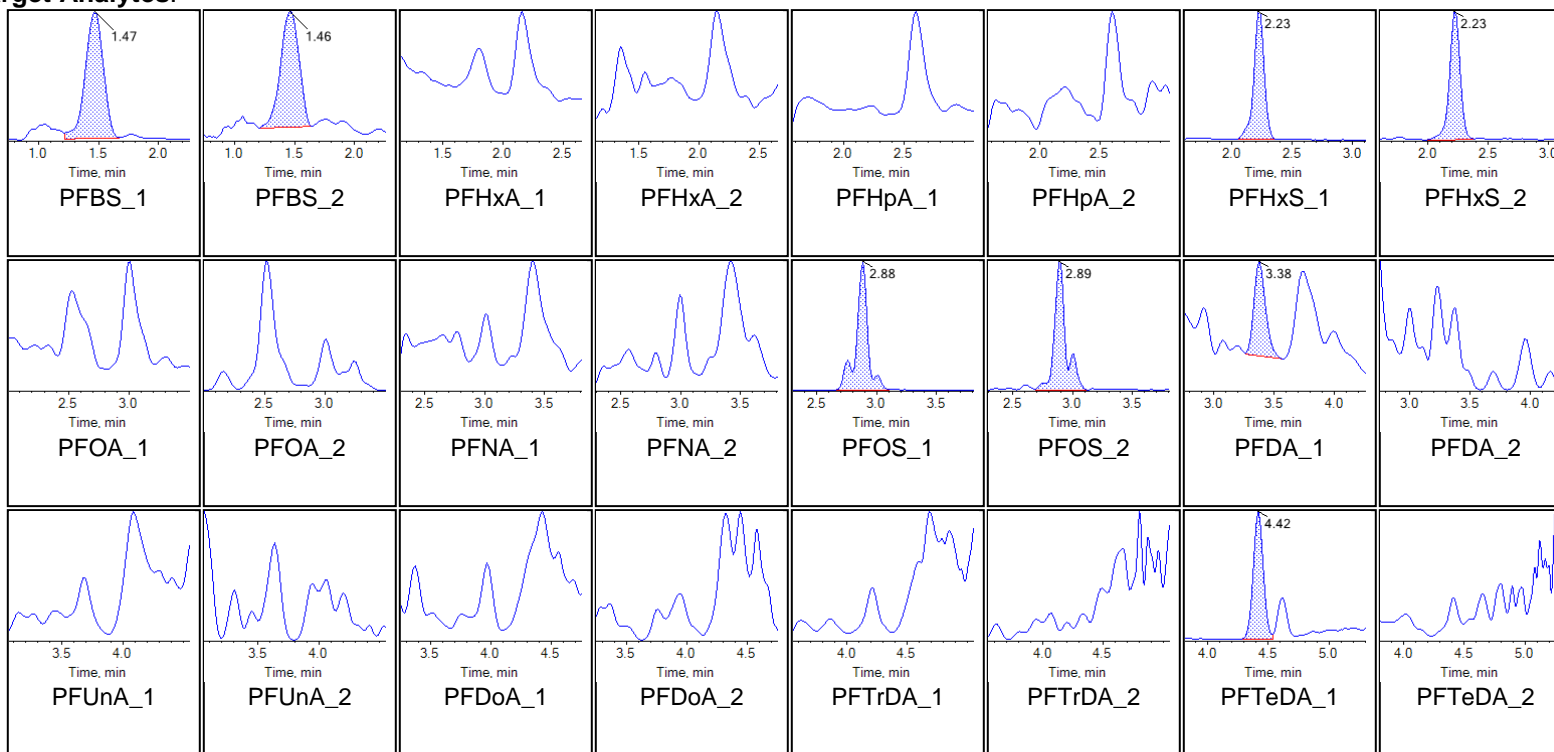 rget Analytes:
1.47 1.46 2.23 2.23
1.0 1.5 2.0 1.0 1.5 2.0 1.5 2.0 2.5 1.5 2.0 2.5 2.0 2.5 2.0 2.5 2.0 2.5 3.0 2.0 2.5 3.0
Time, min Time, min Time, min Time, min Time, min Time, min Time, min Time, min
PFBS_1 PFBS_2 PFHxA_1 PFHxA_2 PFHpA_1 PFHpA_2 PFHxS_1 PFHxS_2
2.88 2.89 3.38
2.5 3.0 2.5 3.0 2.5 3.0 3.5 2.5 3.0 3.5 2.5 3.0 3.5 2.5 3.0 3.5 3.0 3.5 4.0 3.0 3.5 4.0
Time, min Time, min Time, min Time, min Time, min Time, min Time, min Time, min
PFOA_1 PFOA_2 PFNA_1 PFNA_2 PFOS_1 PFOS_2 PFDA_1 PFDA_2
4.42
3.5 4.0 3.5 4.0 3.5 4.0 4.5 3.5 4.0 4.5 4.0 4.5 4.0 4.5 4.0 4.5 5.0 4.0 4.5 5.0
Time, min Time, min Time, min Time, min Time, min Time, min Time, min Time, min
PFUnA_1 PFUnA_2 PFDoA_1 PFDoA_2 PFTrDA_1 PFTrDA_2 PFTeDA_1 PFTeDA_2